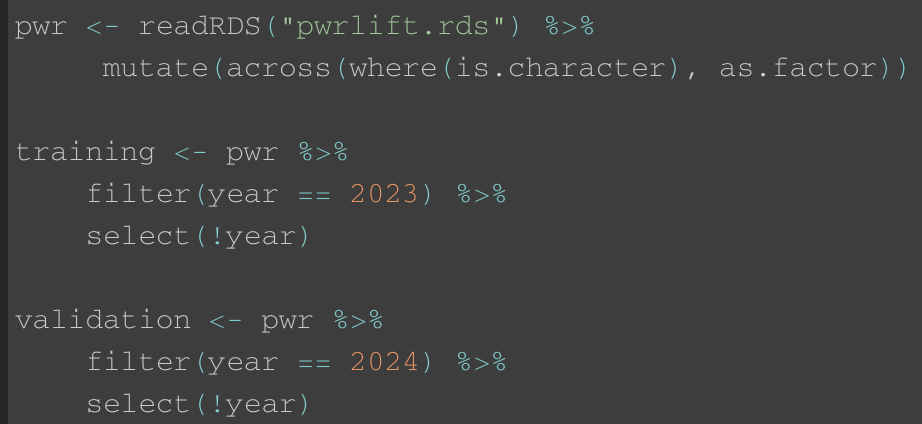 pwr <- readRDS("pwrlift.rds") %>%
mutate(across(where(is.character), as.factor))
training <- pwr %>%
filter(year == 2023) %>%
select(!year)
validation <- pwr %>%
filter(year == 2024) %>%
select(!year)